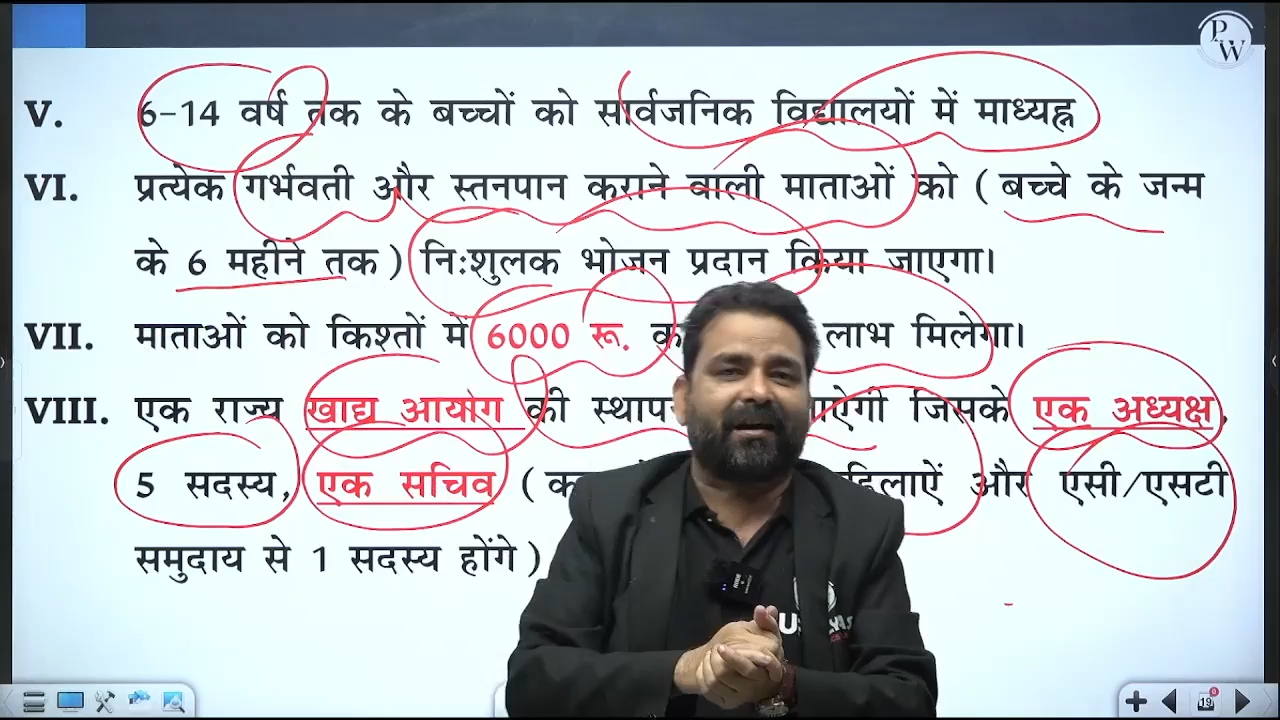 PW
V. 6-14 वर्ष तक के बच्चों को सार्वजनिक विद्यालयों में माध्यह्न
VI. प्रत्येक गर्भवती और स्तनपान कराने वाली माताओं को (बच्चे के जन्म
के 6 महीने तक) निःशुलक भोजन प्रदान किया जाएगा।
VII. माताओं को किश्तों में 6000 रू. लाभ मिलेगा।
VIII. एक राज्य खाद्य आयोग की जिसके एक अध्यक्ष,
5 सदस्य, एक सचिव ( और एसी/एसटी
समुदाय से 1 सदस्य होंगे)
19